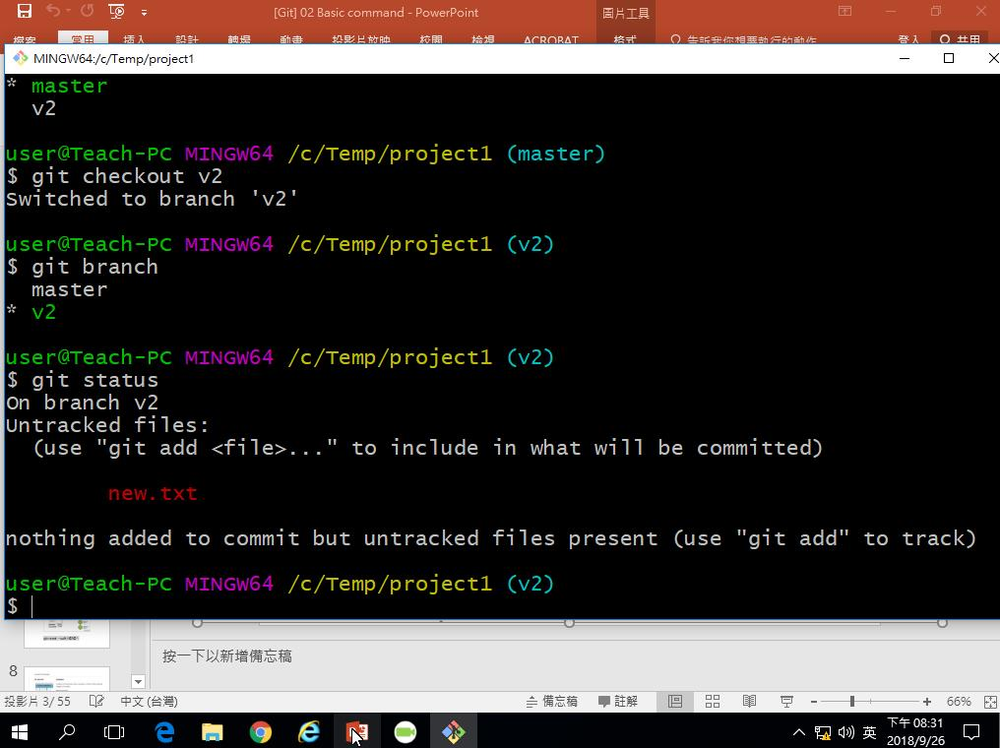 [Git] 02 Basic command - PowerPoint
圖片工具
檔案 常用 插入 設計 轉場 動畫 投影片放映 校閱 檢視 ACROBAT 格式 告訴我您想要執行的動作 登入 共用
MINGW64:/c/Temp/project1
* master
v2
user@Teach-PC MINGW64 /c/Temp/project1 (master)
$ git checkout v2
Switched to branch 'v2'
user@Teach-PC MINGW64 /c/Temp/project1 (v2)
$ git branch
master
* v2
user@Teach-PC MINGW64 /c/Temp/project1 (v2)
$ git status
On branch v2
Untracked files:
(use "git add <file>..." to include in what will be committed)
new.txt
nothing added to commit but untracked files present (use "git add" to track)
user@Teach-PC MINGW64 /c/Temp/project1 (v2)
$
按一下以新增備忘稿
8
投影片 3/55 中文 (台灣) 備忘稿 註解 66%
英
下午 08:31
2018/9/26